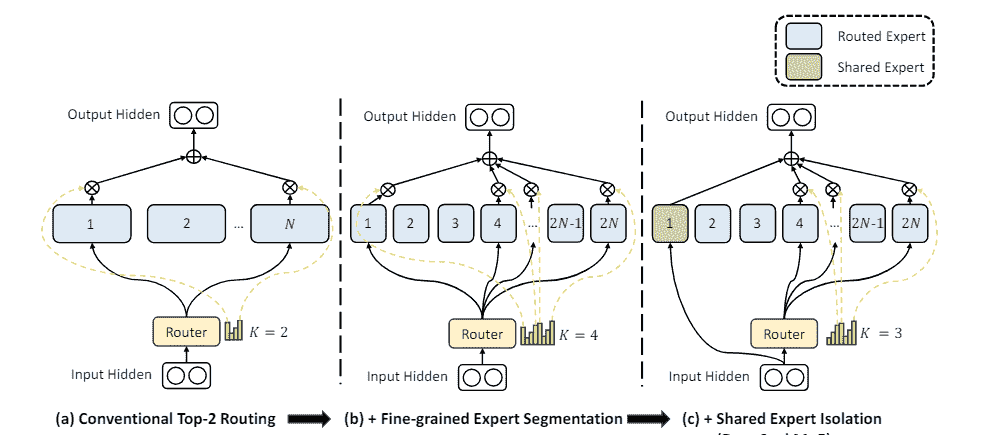 Routed Expert
Shared Expert
Output Hidden
1
2
...
N
Router
K = 2
Input Hidden
(a) Conventional Top-2 Routing
Output Hidden
1
2
3
4
...
2N-1
2N
Router
K = 4
Input Hidden
(b) + Fine-grained Expert Segmentation
Output Hidden
1
2
3
4
...
2N-1
2N
Router
K = 3
Input Hidden
(c) + Shared Expert Isolation